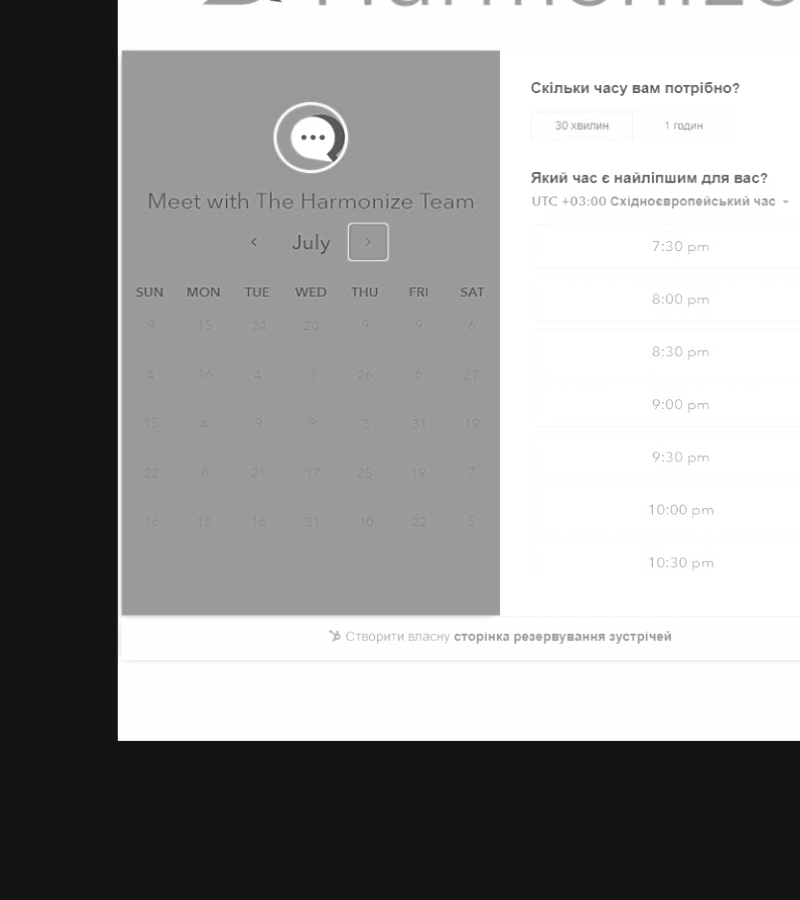 Harmonize
Meet with The Harmonize Team
July
SUN MON TUE WED THU FRI SAT
9 15 24 20 9 9 6
4 16 4 3 26 6 27
15 4 9 9 3 31 19
22 8 21 17 25 19 7
16 18 16 31 10 22 5
Скільки часу вам потрібно?
30 хвилин 1 годин
Який час є найліпшим для вас?
UTC +03:00 Східноєвропейський час
7:30 pm
8:00 pm
8:30 pm
9:00 pm
9:30 pm
10:00 pm
10:30 pm
Створити власну сторінка резервування зустрічей